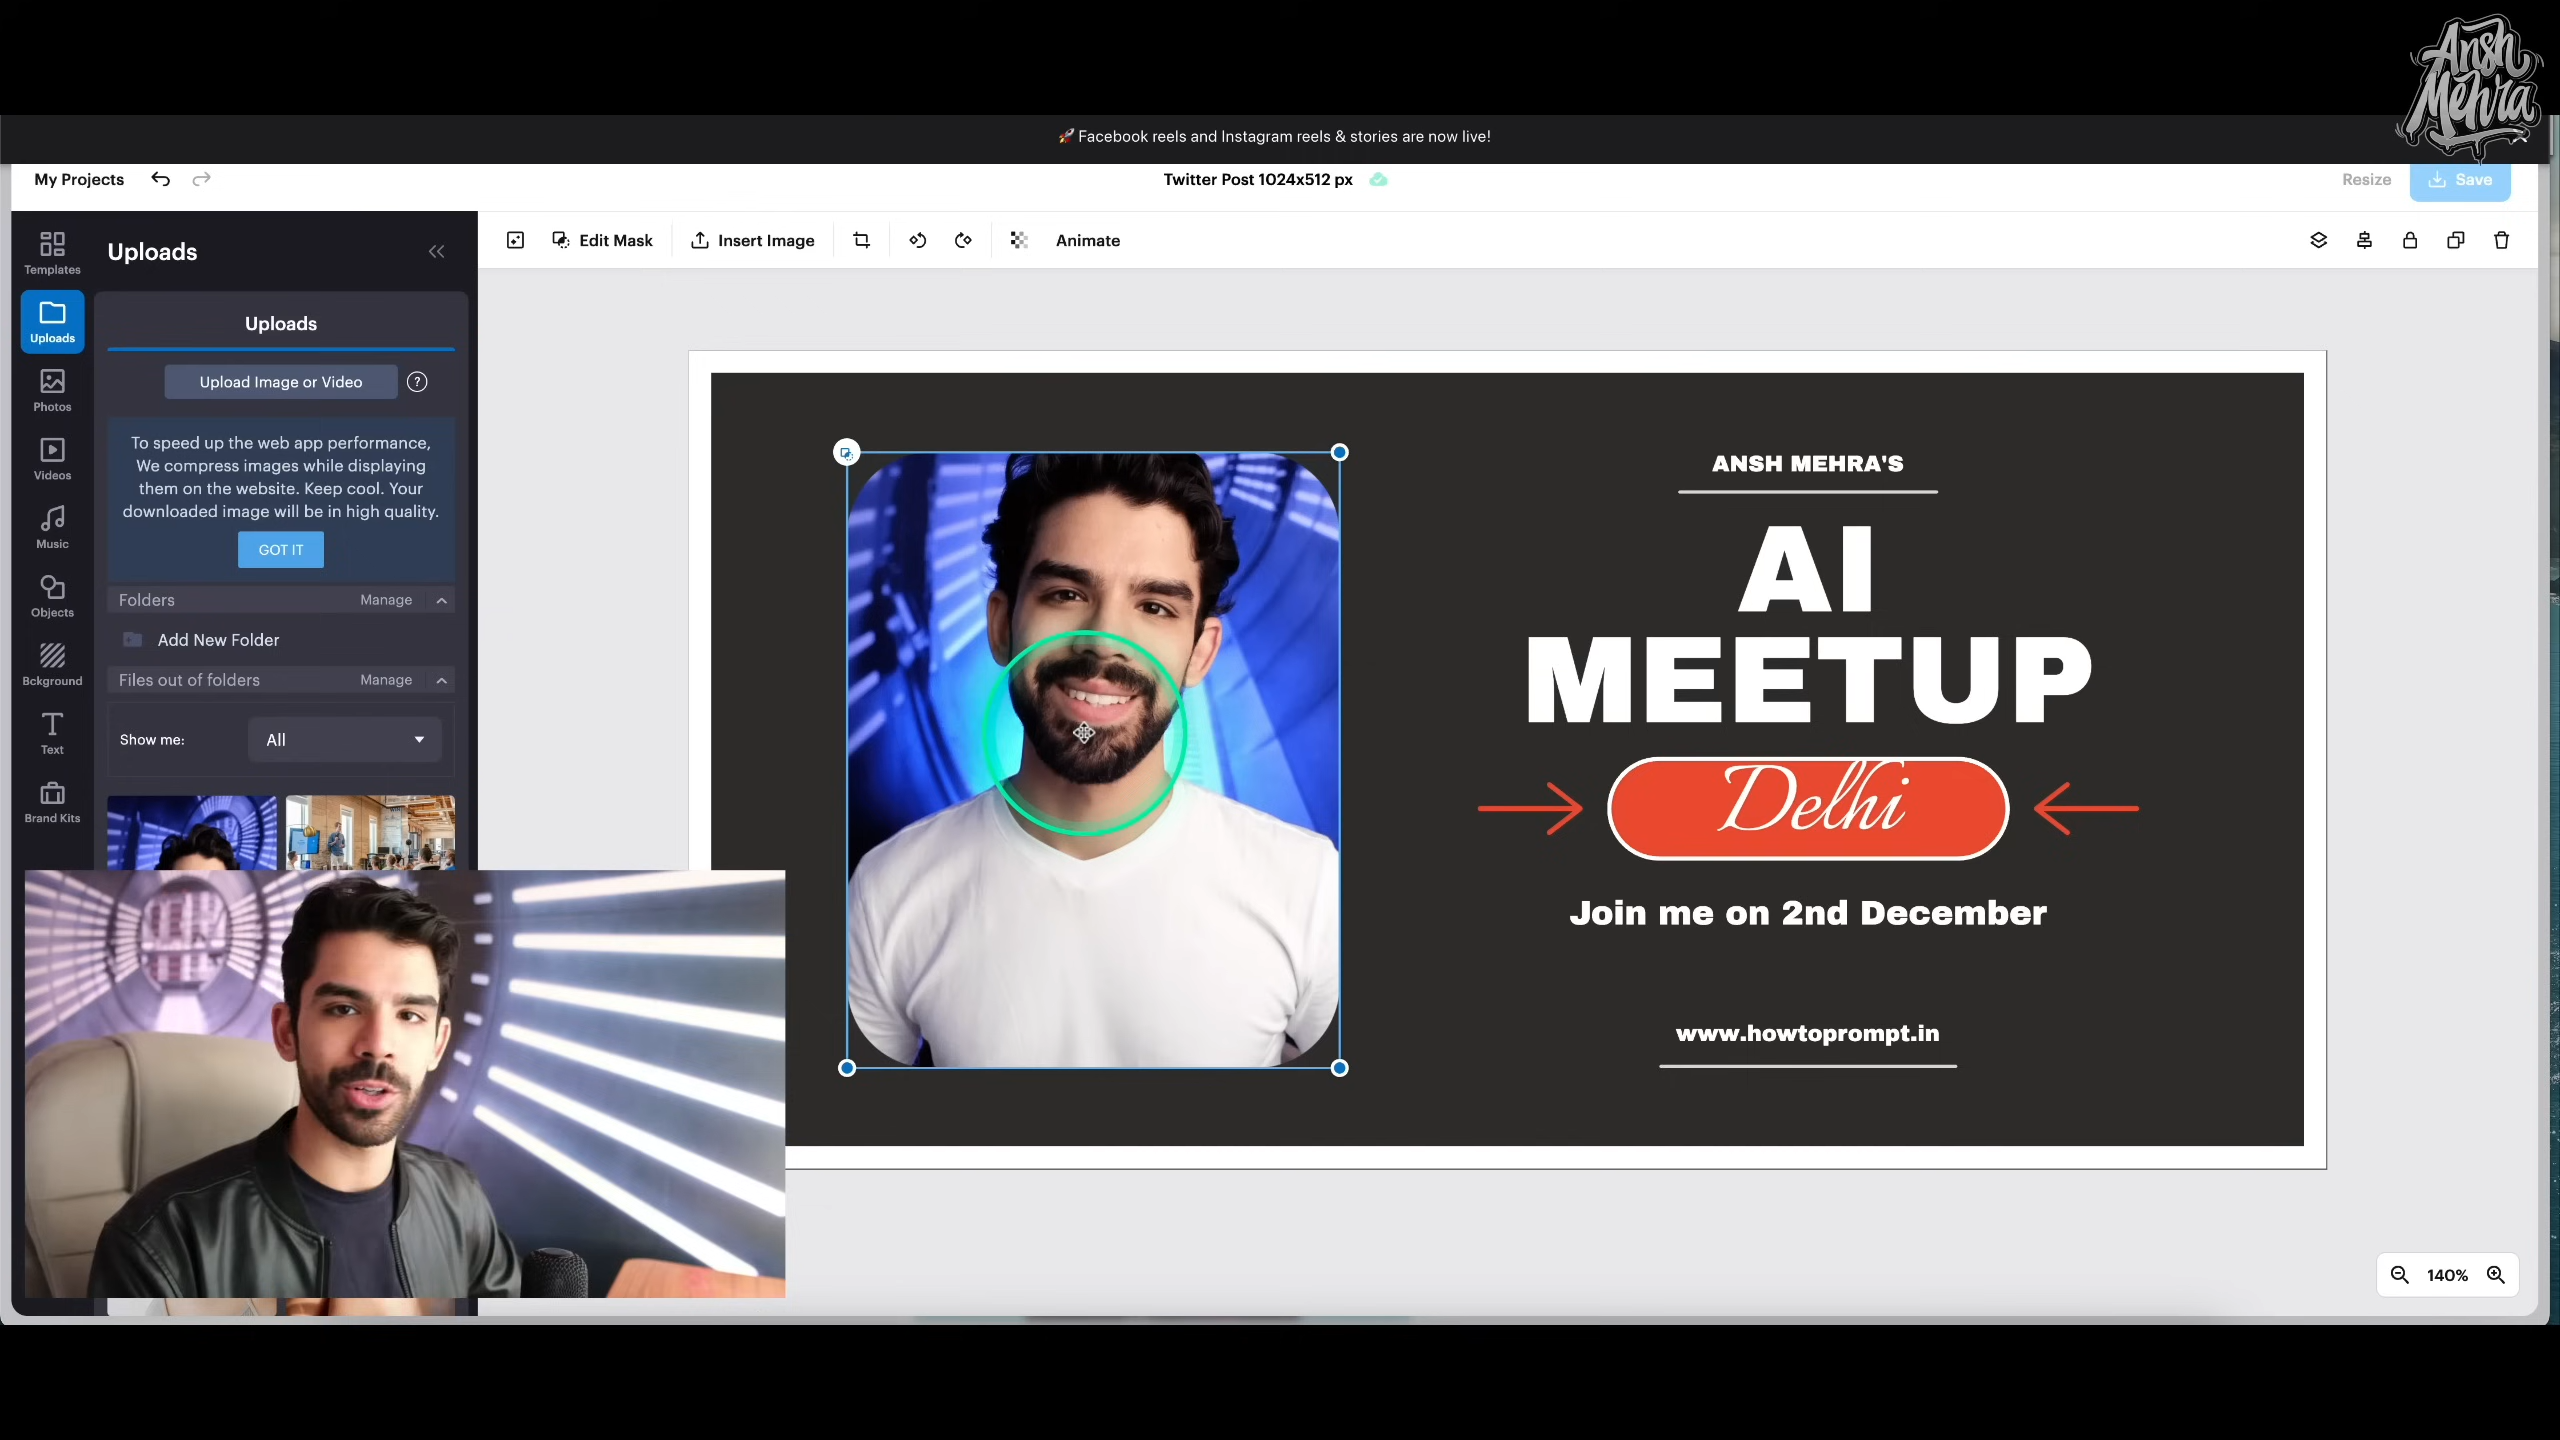 Ansh
Mehra
🚀 Facebook reels and Instagram reels & stories are now live!
My Projects
Twitter Post 1024x512 px
Resize
Save
Edit Mask
Insert Image
Animate
Templates
Uploads
Photos
Videos
Music
Objects
Bckground
Text
Brand Kits
Uploads
Uploads
Upload Image or Video
?
To speed up the web app performance,
We compress images while displaying
them on the website. Keep cool. Your
downloaded image will be in high quality.
GOT IT
Folders
Manage
Add New Folder
Files out of folders
Manage
Show me:
All
ANSH MEHRA'S
AI
MEETUP
Delhi
Join me on 2nd December
www.howtoprompt.in
140%